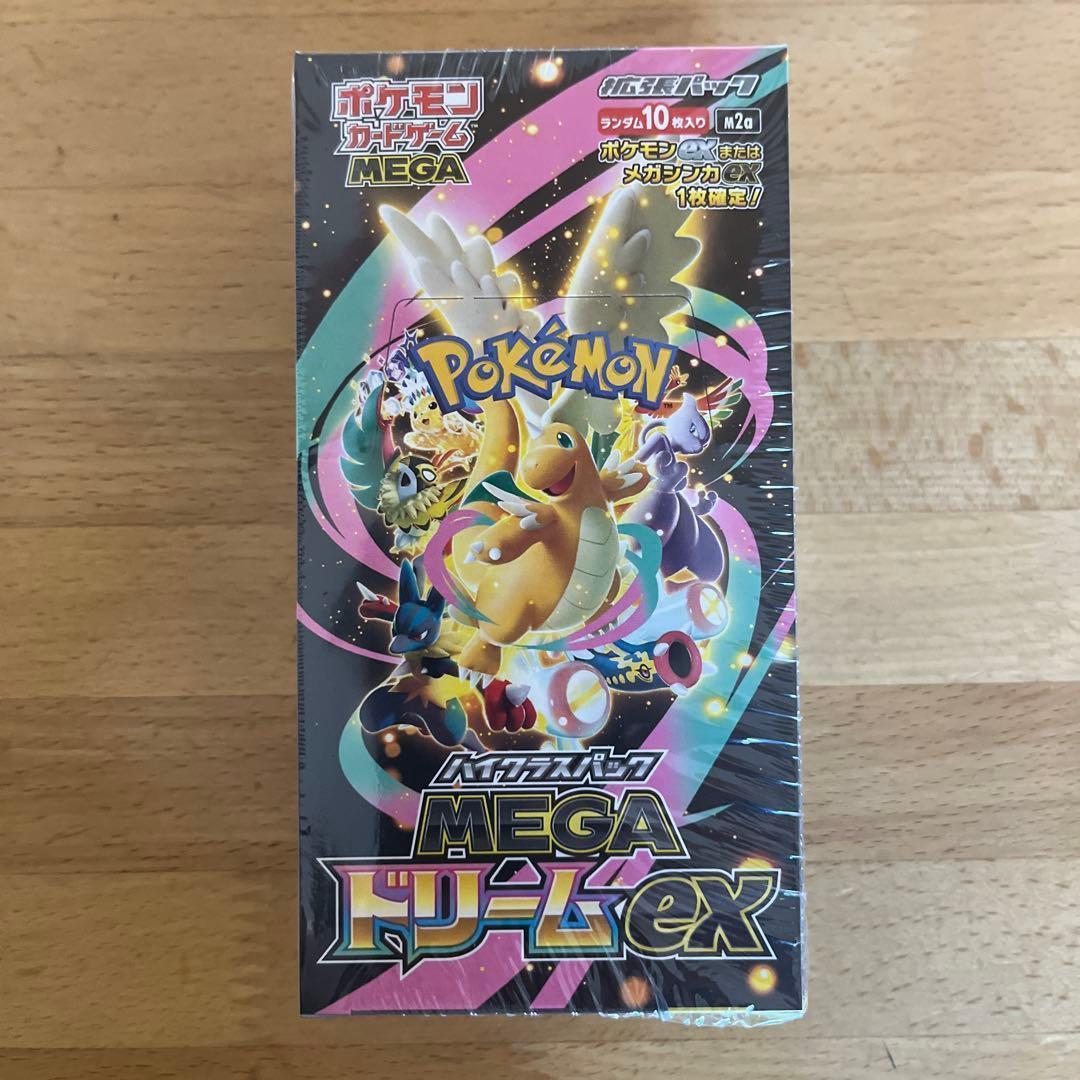 ポケモン
カードゲーム™
MEGA
拡張パック
ランダム10枚入り M2a
ポケモンexまたは
メガシンカex
1枚確定!
POKéMON™
ハイクラスパック
MEGA
ドリームex